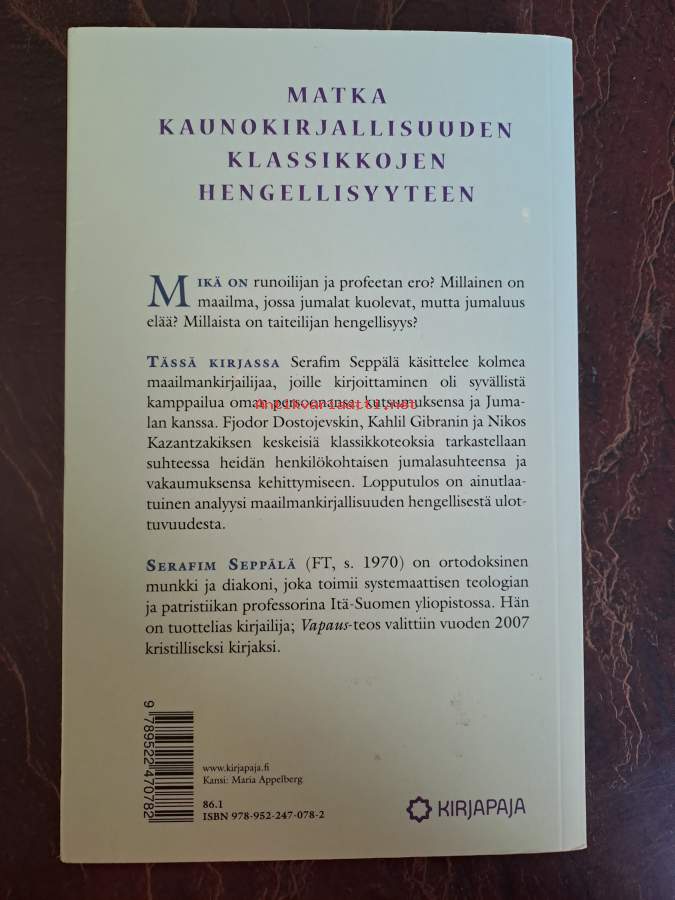 MATKA
KAUNOKIRJALLISUUDEN
KLASSIKKOJEN
HENGELLISYYTEEN
MIKÄ ON runoilijan ja profeetan ero? Millainen on
maailma, jossa jumalat kuolevat, mutta jumaluus
elää? Millaista on taiteilijan hengellisyys?
TÄSSÄ KIRJASSA Serafim Seppälä käsittelee kolmea
maailmankirjailijaa, joille kirjoittaminen oli syvällistä
kamppailua oman persoonansa, kutsumuksensa ja Juma-
Antikvariaatti.net
lan kanssa. Fjodor Dostojevskin, Kahlil Gibranin ja Nikos
Kazantzakiksen keskeisiä klassikkoteoksia tarkastellaan
suhteessa heidän henkilökohtaisen jumalasuhteensa ja
vakaumuksensa kehittymiseen. Lopputulos on ainutlaa-
tuinen analyysi maailmankirjallisuuden hengellisestä ulot-
tuvuudesta.
SERAFIM SEPPÄLÄ (FT, s. 1970) on ortodoksinen
munkki ja diakoni, joka toimii systemaattisen teologian
ja patristiikan professorina Itä-Suomen yliopistossa. Hän
on tuottelias kirjailija; Vapaus-teos valittiin vuoden 2007
kristilliseksi kirjaksi.
9 789522 470782
www.kirjapaja.fi
Kansi: Maria Appelberg
86.1
ISBN 978-952-247-078-2
KIRJAPAJA